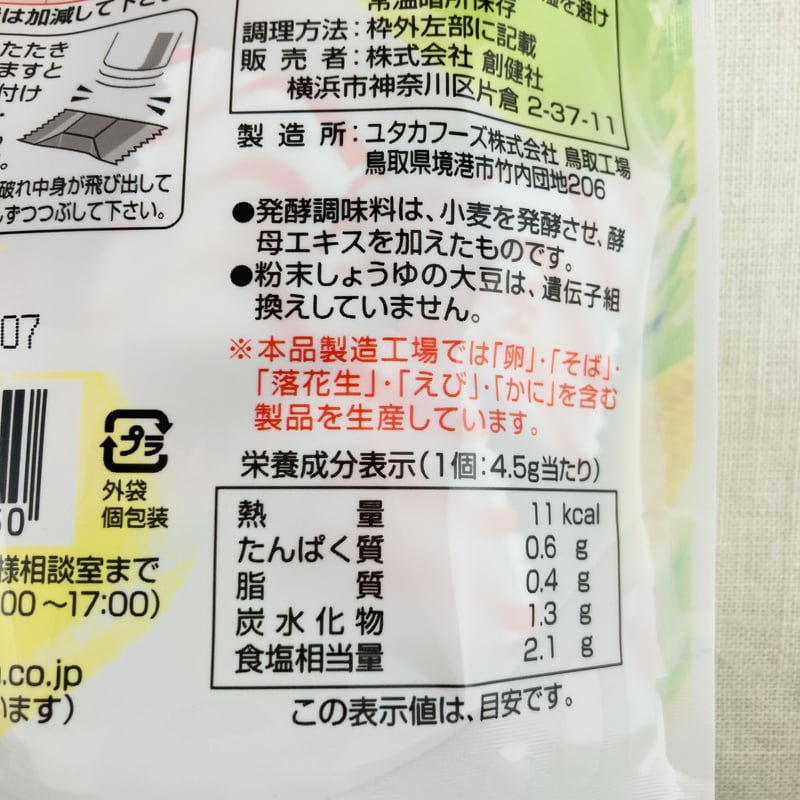 は加減して下さい
たたき
ますと
付け
破れ中身が飛び出して
ずつつぶして下さい。
07
常温暗所保存
を避け
調理方法：枠外左部に記載
販売者：株式会社 創健社
横浜市神奈川区片倉 2-37-11
製造所：ユタカフーズ株式会社 鳥取工場
鳥取県境港市竹内団地206
●発酵調味料は、小麦を発酵させ、酵
母エキスを加えたものです。
●粉末しょうゆの大豆は、遺伝子組
換えしていません。
※本品製造工場では「卵」・「そば」・
「落花生」・「えび」・「かに」を含む
製品を生産しています。
プラ
外袋
個包装
様相談室まで
00～17:00)
.co.jp
います)
栄養成分表示(1個：4.5g当たり)
熱量 11 kcal
たんぱく質 0.6 g
脂質 0.4 g
炭水化物 1.3 g
食塩相当量 2.1 g
この表示値は、目安です。